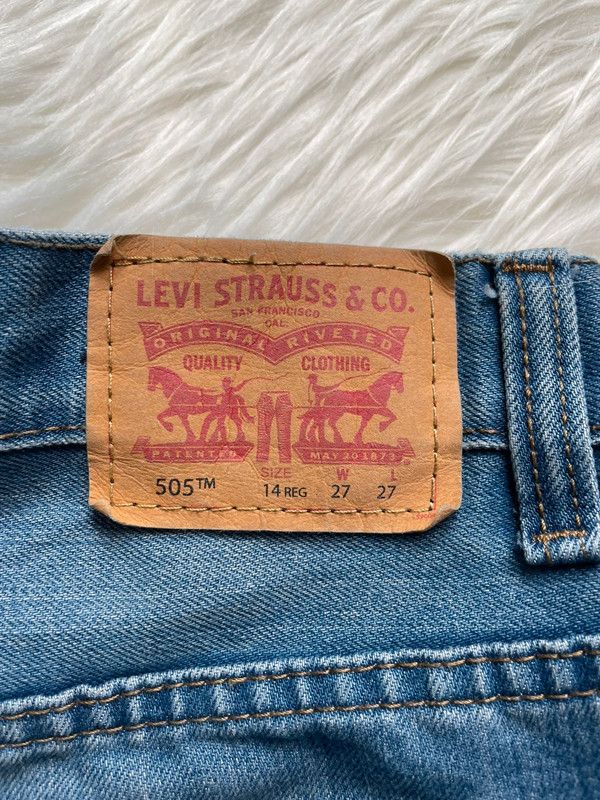 LEVI STRAUSS & CO.
SAN FRANCISCO
CAL.
ORIGINAL RIVETED
QUALITY CLOTHING
PATENTED MAY 20 1873
SIZE W L
505™ 14 REG 27 27